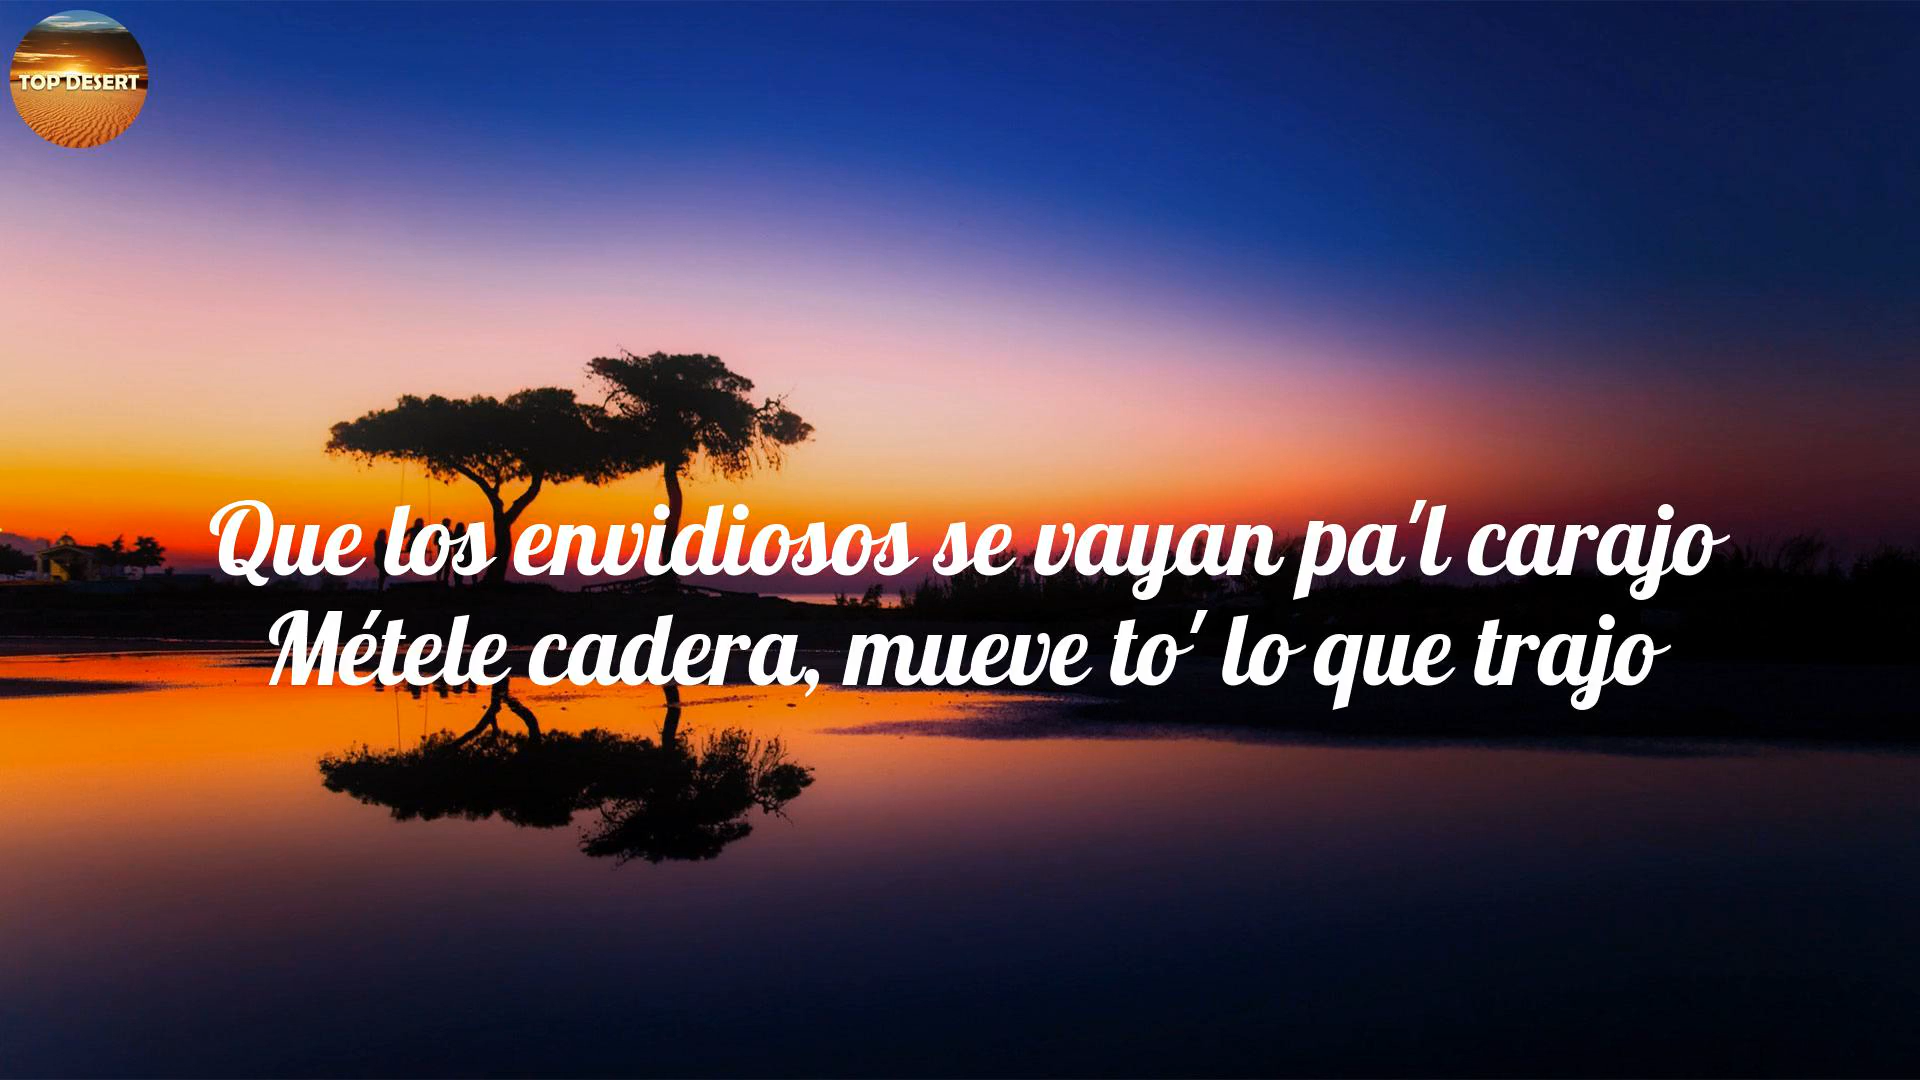 TOP DESERT
Que los envidiosos se vayan pa'l carajo
Métele cadera, mueve to' lo que trajo